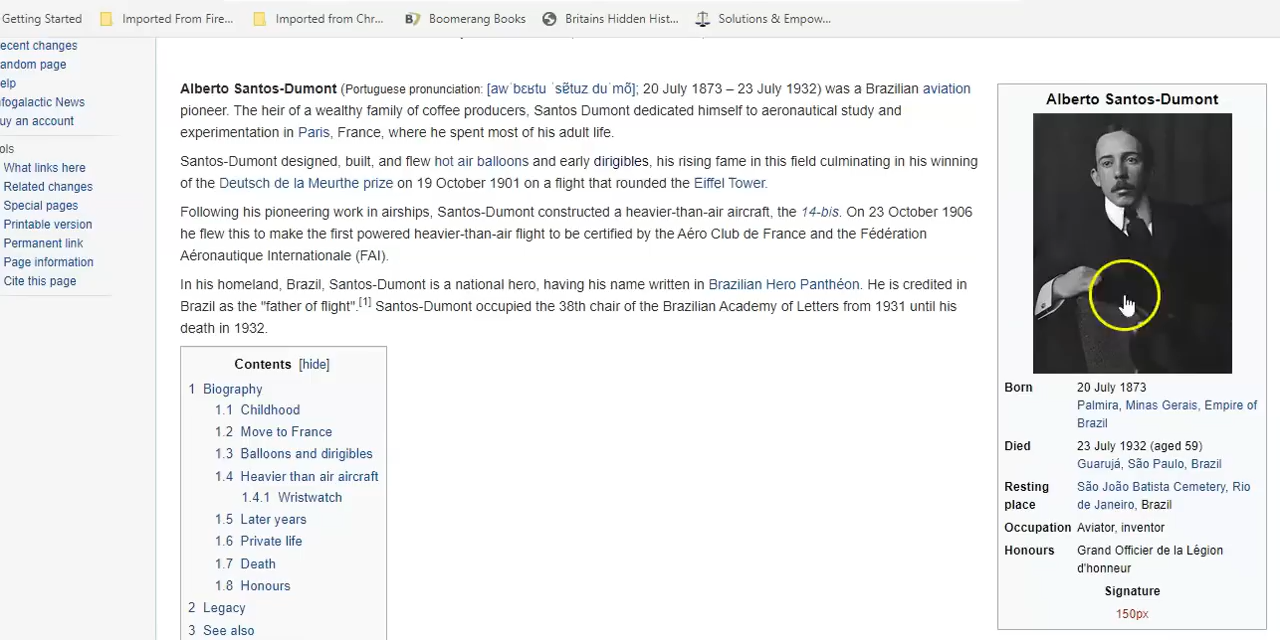 Getting Started
Imported From Fire...
Imported from Chr...
Boomerang Books
Britains Hidden Hist...
Solutions & Empow...
ecent changes
andom page
elp
nfogalactic News
uy an account
ols
What links here
Related changes
Special pages
Printable version
Permanent link
Page information
Cite this page
Alberto Santos-Dumont (Portuguese pronunciation: [awˈbɛʁtu ˈsɐ̃tuz duˈmõ]; 20 July 1873 – 23 July 1932) was a Brazilian aviation
pioneer. The heir of a wealthy family of coffee producers, Santos Dumont dedicated himself to aeronautical study and
experimentation in Paris, France, where he spent most of his adult life.
Santos-Dumont designed, built, and flew hot air balloons and early dirigibles, his rising fame in this field culminating in his winning
of the Deutsch de la Meurthe prize on 19 October 1901 on a flight that rounded the Eiffel Tower.
Following his pioneering work in airships, Santos-Dumont constructed a heavier-than-air aircraft, the 14-bis. On 23 October 1906
he flew this to make the first powered heavier-than-air flight to be certified by the Aéro Club de France and the Fédération
Aéronautique Internationale (FAI).
In his homeland, Brazil, Santos-Dumont is a national hero, having his name written in Brazilian Hero Panthéon. He is credited in
Brazil as the "father of flight".[1] Santos-Dumont occupied the 38th chair of the Brazilian Academy of Letters from 1931 until his
death in 1932.
Contents [hide]
1 Biography
1.1 Childhood
1.2 Move to France
1.3 Balloons and dirigibles
1.4 Heavier than air aircraft
1.4.1 Wristwatch
1.5 Later years
1.6 Private life
1.7 Death
1.8 Honours
2 Legacy
3 See also
Alberto Santos-Dumont
Born 20 July 1873
Palmira, Minas Gerais, Empire of
Brazil
Died 23 July 1932 (aged 59)
Guarujá, São Paulo, Brazil
Resting São João Batista Cemetery, Rio
place de Janeiro, Brazil
Occupation Aviator, inventor
Honours Grand Officier de la Légion
d'honneur
Signature
150px